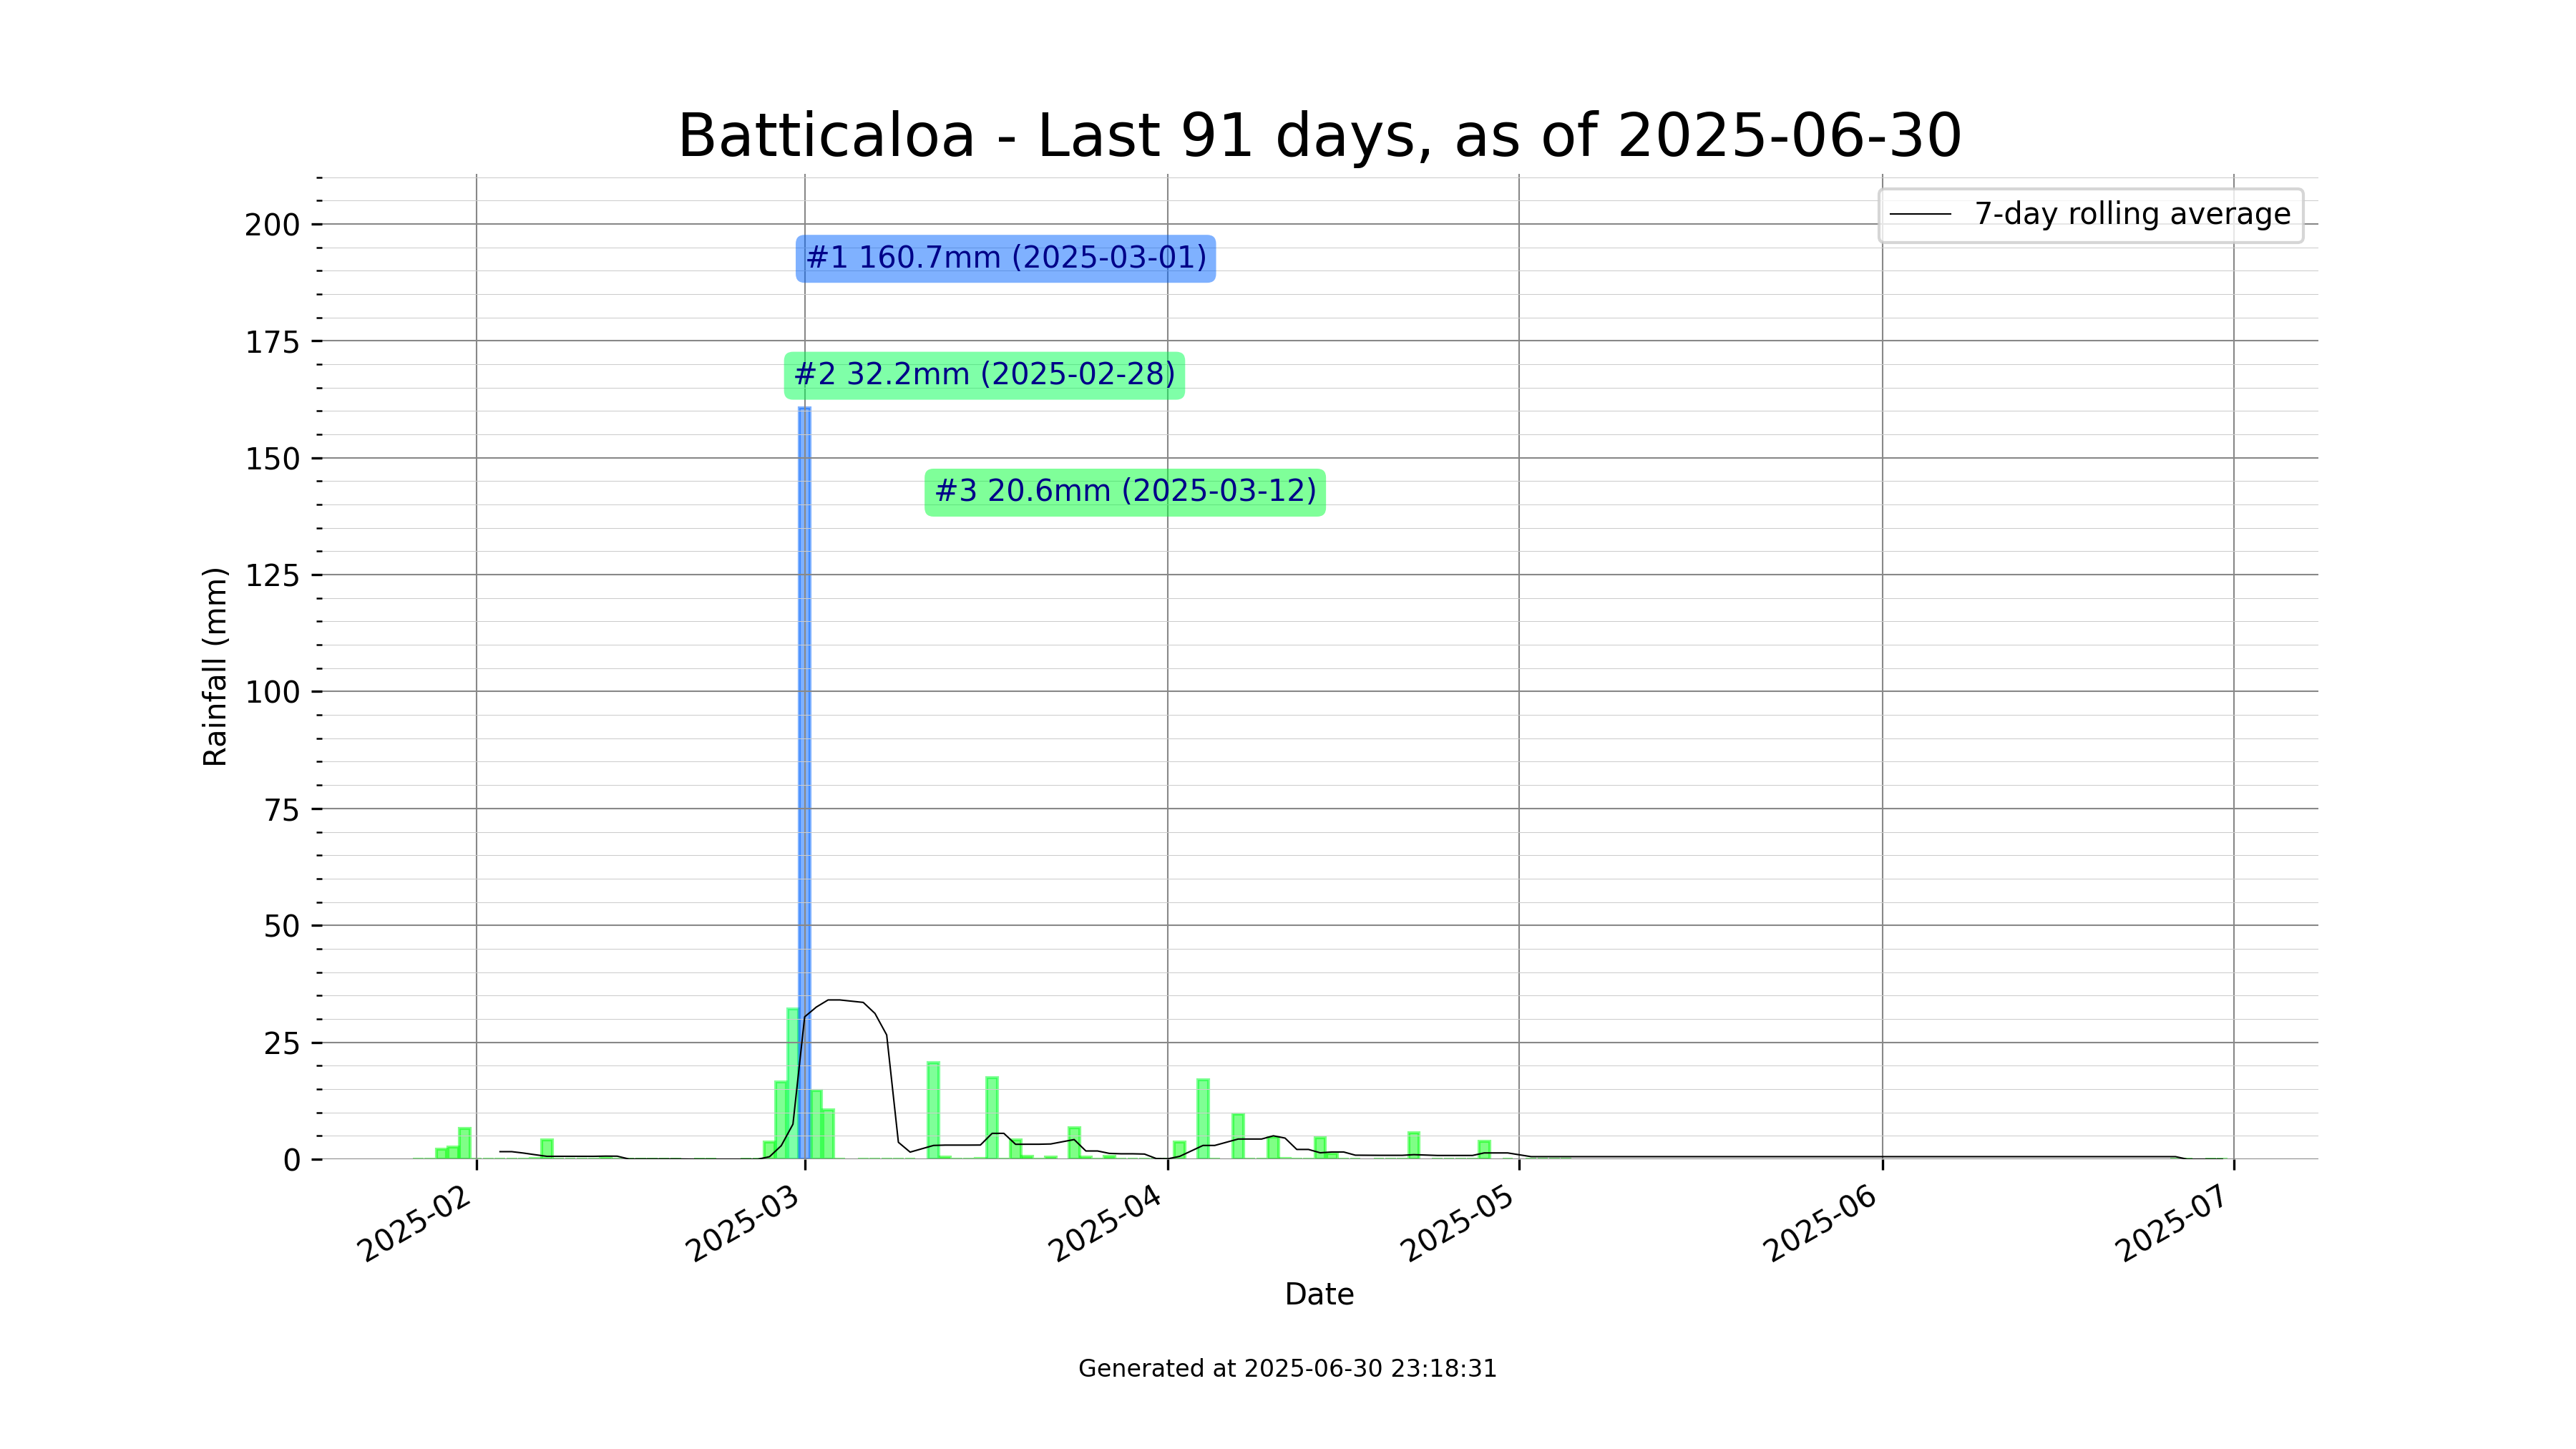 Batticaloa - Last 91 days, as of 2025-06-30
7-day rolling average
#1 160.7mm (2025-03-01)
#2 32.2mm (2025-02-28)
#3 20.6mm (2025-03-12)
Rainfall (mm)
200
175
150
125
100
75
50
25
0
2025-02
2025-03
2025-04
2025-05
2025-06
2025-07
Date
Generated at 2025-06-30 23:18:31